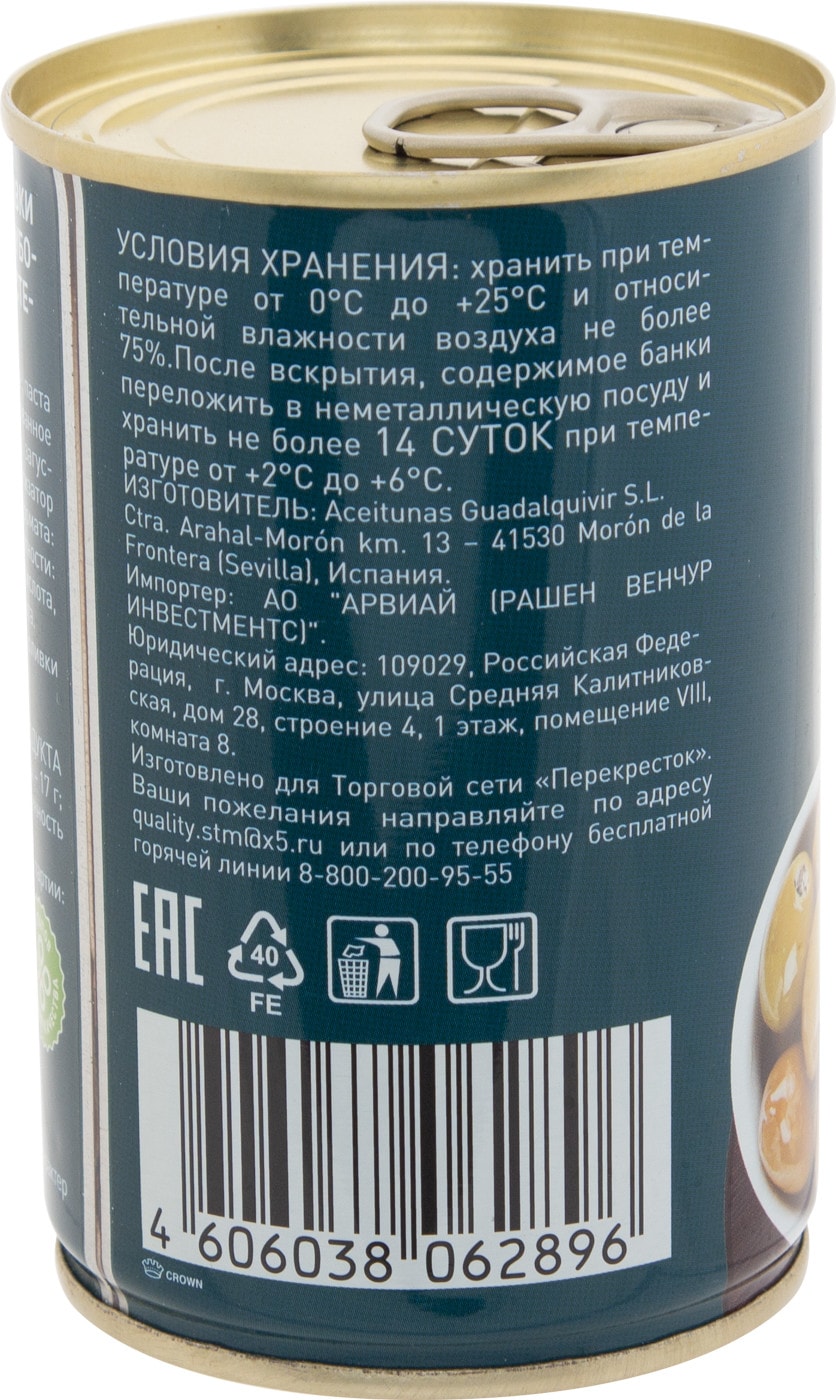 УСЛОВИЯ ХРАНЕНИЯ: хранить при тем-
пературе от 0°С до +25°С и относи-
тельной влажности воздуха не более
75%.После вскрытия, содержимое банки
переложить в неметаллическую посуду и
хранить не более 14 СУТОК при темпе-
ратуре от +2°С до +6°С.
ИЗГОТОВИТЕЛЬ: Aceitunas Guadalquivir S.L.
Ctra. Arahal-Morón km. 13 – 41530 Morón de la
Frontera (Sevilla), Испания.
Импортер: АО "АРВИАЙ (РАШЕН ВЕНЧУР
ИНВЕСТМЕНТС)".
Юридический адрес: 109029, Российская Феде-
рация, г. Москва, улица Средняя Калитников-
ская, дом 28, строение 4, 1 этаж, помещение VIII,
комната 8.
Изготовлено для Торговой сети «Перекресток».
Ваши пожелания направляйте по адресу
quality.stm@x5.ru или по телефону бесплатной
горячей линии 8-800-200-95-55
EAC
40
FE
4 606038 062896
CROWN